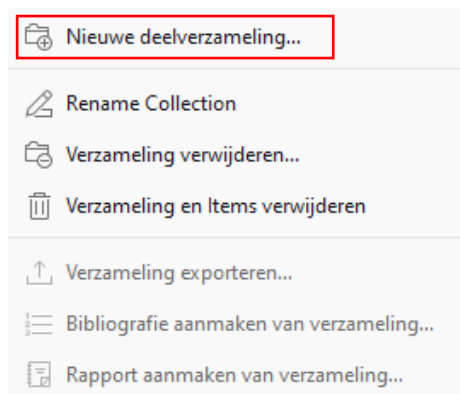 Nieuwe deelverzameling...
Rename Collection
Verzameling verwijderen...
Verzameling en Items verwijderen
Verzameling exporteren...
Bibliografie aanmaken van verzameling...
Rapport aanmaken van verzameling...